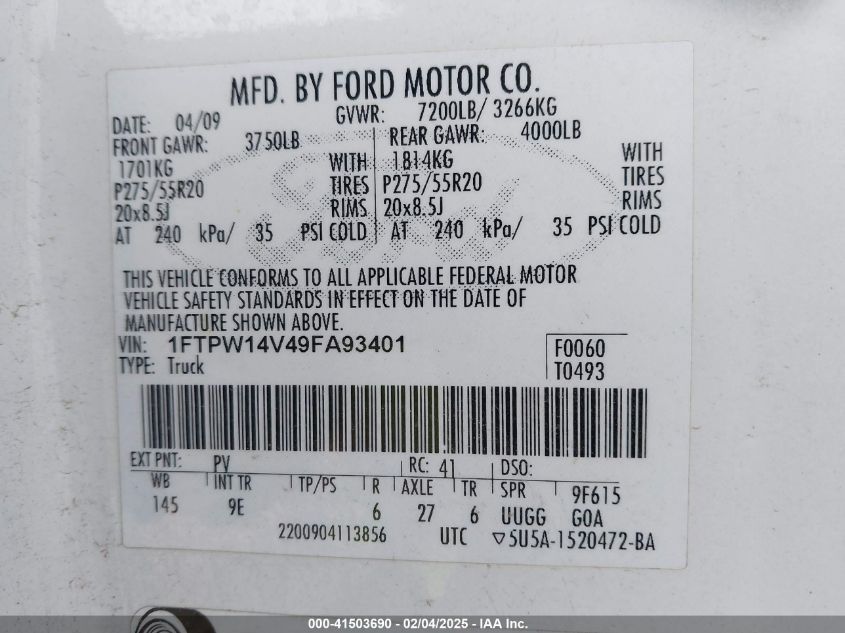 MFD. BY FORD MOTOR CO.
DATE: 04/09 GVWR: 7200LB/ 3266KG
FRONT GAWR: 3750LB REAR GAWR: 4000LB
1701KG WITH 1814KG WITH
P275/55R20 TIRES P275/55R20 TIRES
20x8.5J RIMS 20x8.5J RIMS
AT 240 kPa/ 35 PSI COLD AT 240 kPa/ 35 PSI COLD
THIS VEHICLE CONFORMS TO ALL APPLICABLE FEDERAL MOTOR
VEHICLE SAFETY STANDARDS IN EFFECT ON THE DATE OF
MANUFACTURE SHOWN ABOVE.
VIN: 1FTPW14V49FA93401 F0060
TYPE: Truck T0493
EXT PNT: PV RC: 41 DSO:
WB INT TR TP/PS R AXLE TR SPR 9F615
145 9E 6 27 6 UUGG GOA
2200904113856 UTC ▽5U5A-1520472-BA
000-41503690 - 02/04/2025 - IAA Inc.